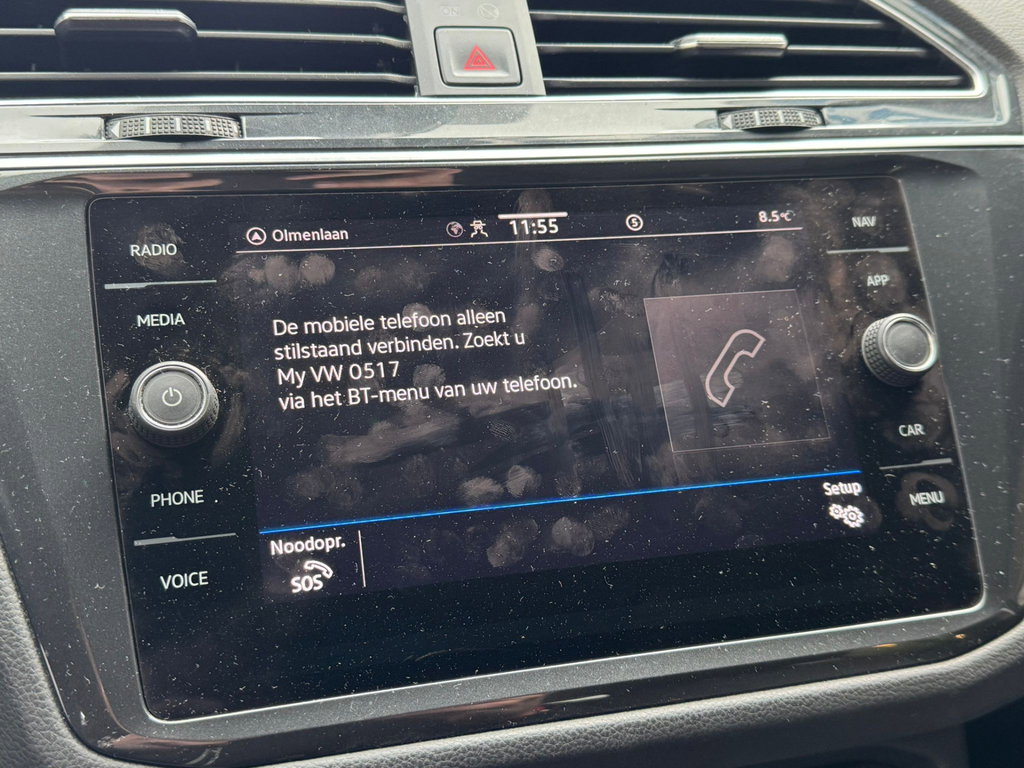 RADIO
MEDIA
PHONE
VOICE
Olmenlaan
11:55
5
8.5°C
De mobiele telefoon alleen
stilstaand verbinden. Zoekt u
My VW 0517
via het BT-menu van uw telefoon.
Noodopr.
SOS
Setup
NAV
APP
CAR
MENU